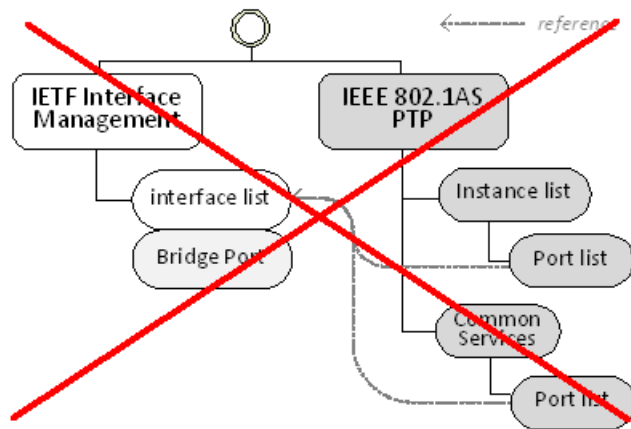 reference
IETF Interface
Management
IEEE 802.1AS
PTP
interface list
Instance list
Bridge Port
Port list
Common
Services
Port list